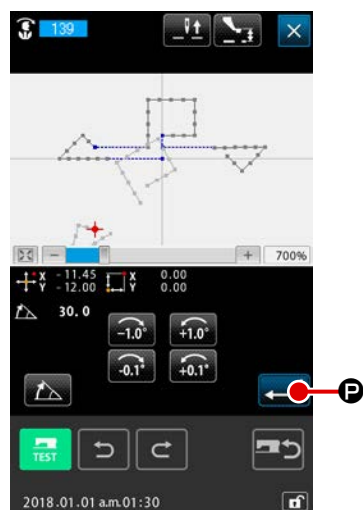 139
700%
X -11.45 X 0.00
Y -12.00 Y 0.00
30.0
-1.0° +1.0°
-0.1° +0.1°
P
TEST
2018.01.01 a.m.01:30